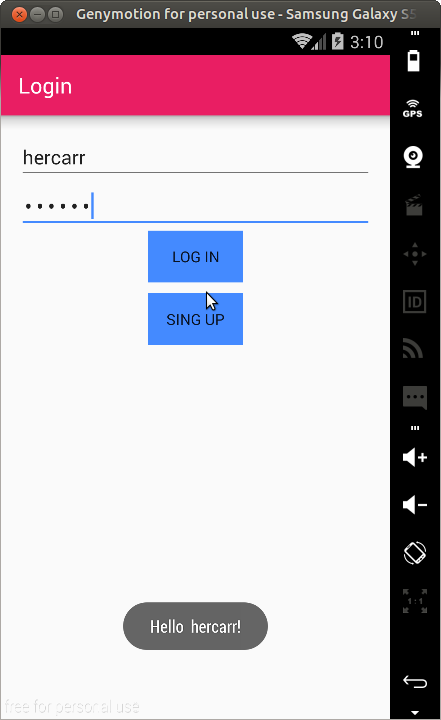 Genymotion for personal use - Samsung Galaxy S5
3:10
GPS
Login
hercarr
LOG IN
SING UP
ID
1:1
Hello hercarr!
free for personal use